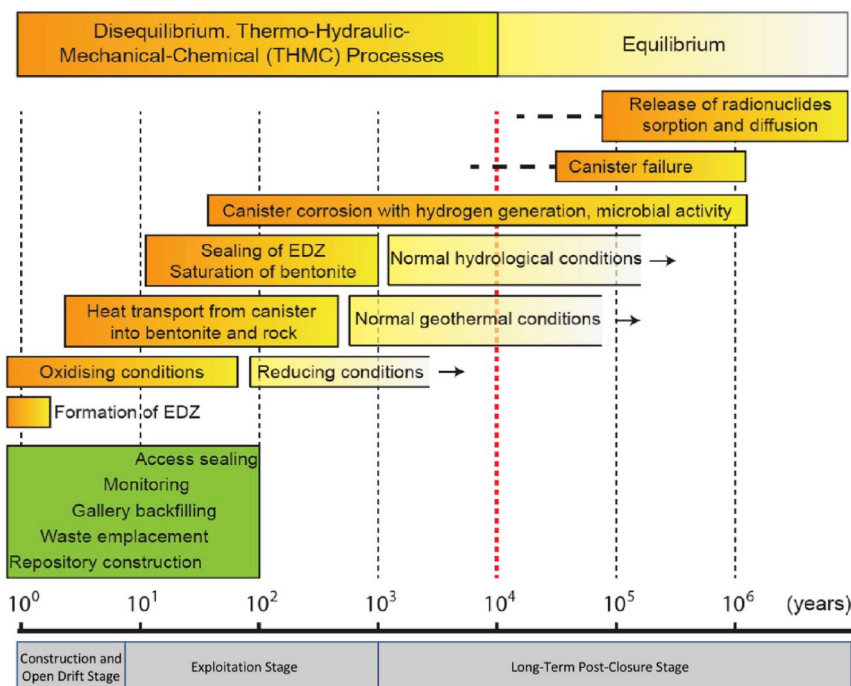 Disequilibrium. Thermo-Hydraulic-
Mechanical-Chemical (THMC) Processes
Equilibrium
Release of radionuclides
sorption and diffusion
Canister failure
Canister corrosion with hydrogen generation, microbial activity
Sealing of EDZ
Saturation of bentonite
Normal hydrological conditions
Heat transport from canister
into bentonite and rock
Normal geothermal conditions
Oxidising conditions
Reducing conditions
Formation of EDZ
Access sealing
Monitoring
Gallery backfilling
Waste emplacement
Repository construction
10⁰ 10¹ 10² 10³ 10⁴ 10⁵ 10⁶ (years)
Construction and
Open Drift Stage
Exploitation Stage
Long-Term Post-Closure Stage